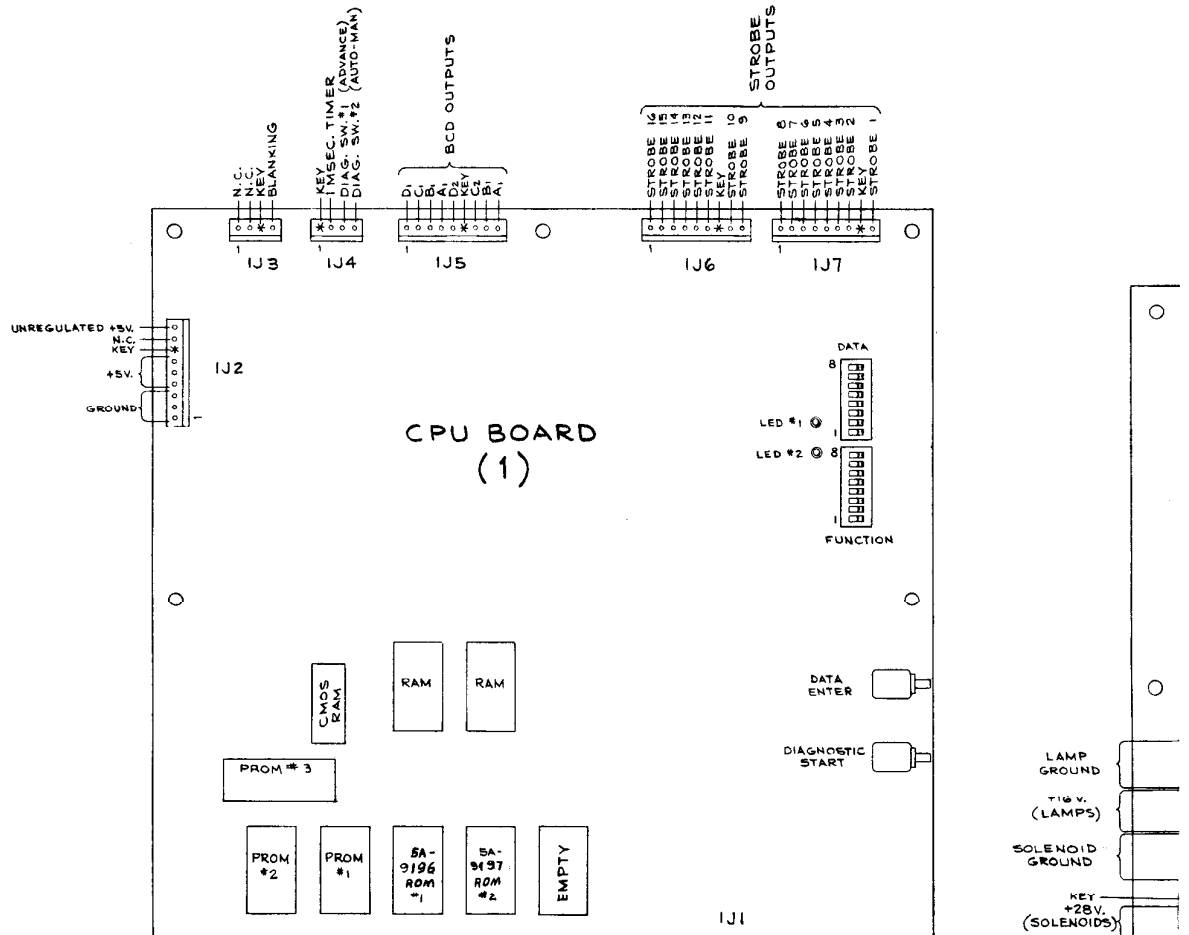 STROBE
OUTPUTS
BCD OUTPUTS
N.C.
N.C.
KEY
BLANKING
KEY
1 MSEC. TIMER
DIAG. SW. #1 (ADVANCE)
DIAG. SW. #2 (AUTO-MAN)
D1
C1
B1
A1
D2
KEY
C2
B1
A1
STROBE 16
STROBE 15
STROBE 14
STROBE 13
STROBE 12
STROBE 11
KEY
STROBE 10
STROBE 9
STROBE 8
STROBE 7
STROBE 6
STROBE 5
STROBE 4
STROBE 3
STROBE 2
KEY
STROBE 1
1
1J3
1
1J4
1
1J5
1
1J6
1
1J7
UNREGULATED +5V.
N.C.
KEY
+5V.
GROUND
1J2
1
CPU BOARD
(1)
DATA
8
LED #1
1
LED #2
8
1
FUNCTION
CMOS
RAM
RAM
RAM
DATA
ENTER
DIAGNOSTIC
START
PROM #3
PROM
#2
PROM
#1
5A-
9196
ROM
#1
5A-
9197
ROM
#2
EMPTY
1J1
LAMP
GROUND
+18 V.
(LAMPS)
SOLENOID
GROUND
KEY
+28V.
(SOLENOIDS)